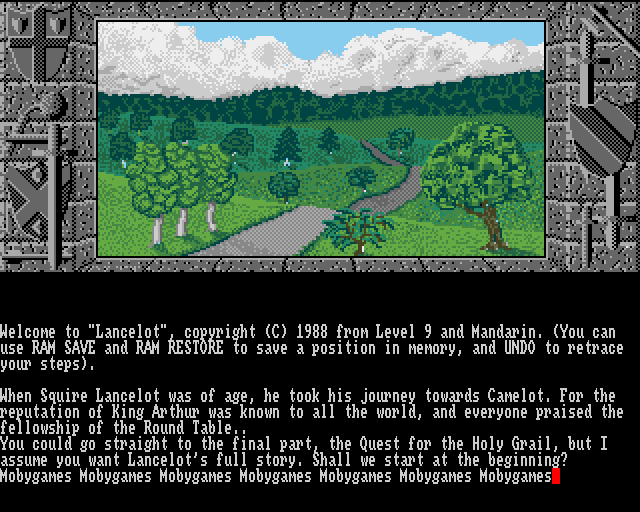 Welcome to "Lancelot", copyright (C) 1988 from Level 9 and Mandarin. (You can
use RAM SAVE and RAM RESTORE to save a position in memory, and UNDO to retrace
your steps).
When Squire Lancelot was of age, he took his journey towards Camelot. For the
reputation of King Arthur was known to all the world, and everyone praised the
fellowship of the Round Table..
You could go straight to the final part, the Quest for the Holy Grail, but I
assume you want Lancelot's full story. Shall we start at the beginning?
Mobygames Mobygames Mobygames Mobygames Mobygames Mobygames Mobygames